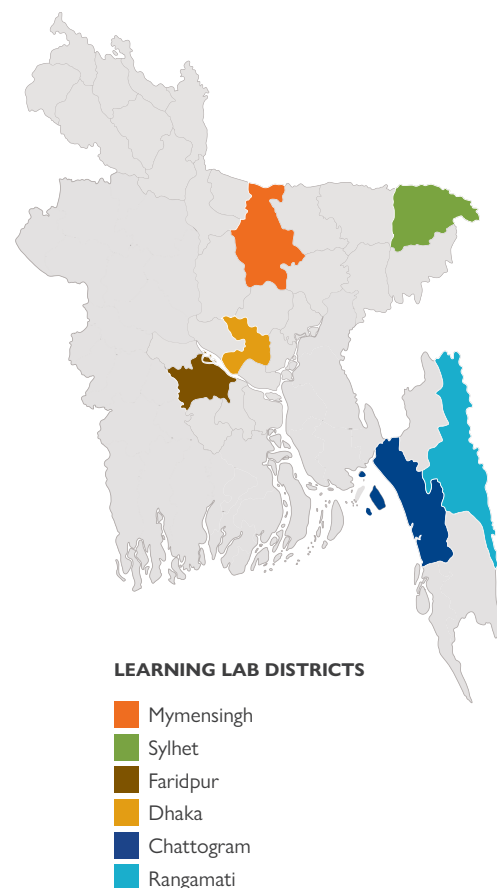 LEARNING LAB DISTRICTS
Mymensingh
Sylhet
Faridpur
Dhaka
Chattogram
Rangamati